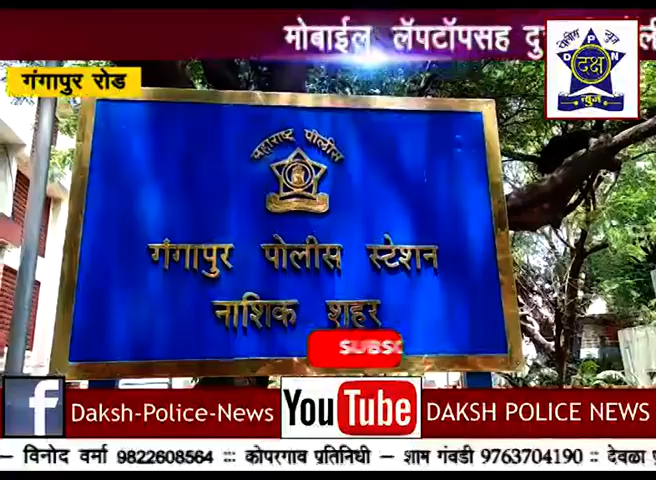 मोबाईल लॅपटॉपसह
गंगापुर रोड
पोलीस
D P N
दक्ष
न्युज
महाराष्ट्र पोलीस
गंगापुर पोलीस स्टेशन
नाशिक शहर
SUBSC
f Daksh-Police-News YouTube DAKSH POLICE NEWS
– विनोद वर्मा 9822608564 ::: कोपरगाव प्रतिनिधी – शाम गंवडी 9763704190 :: देवळा